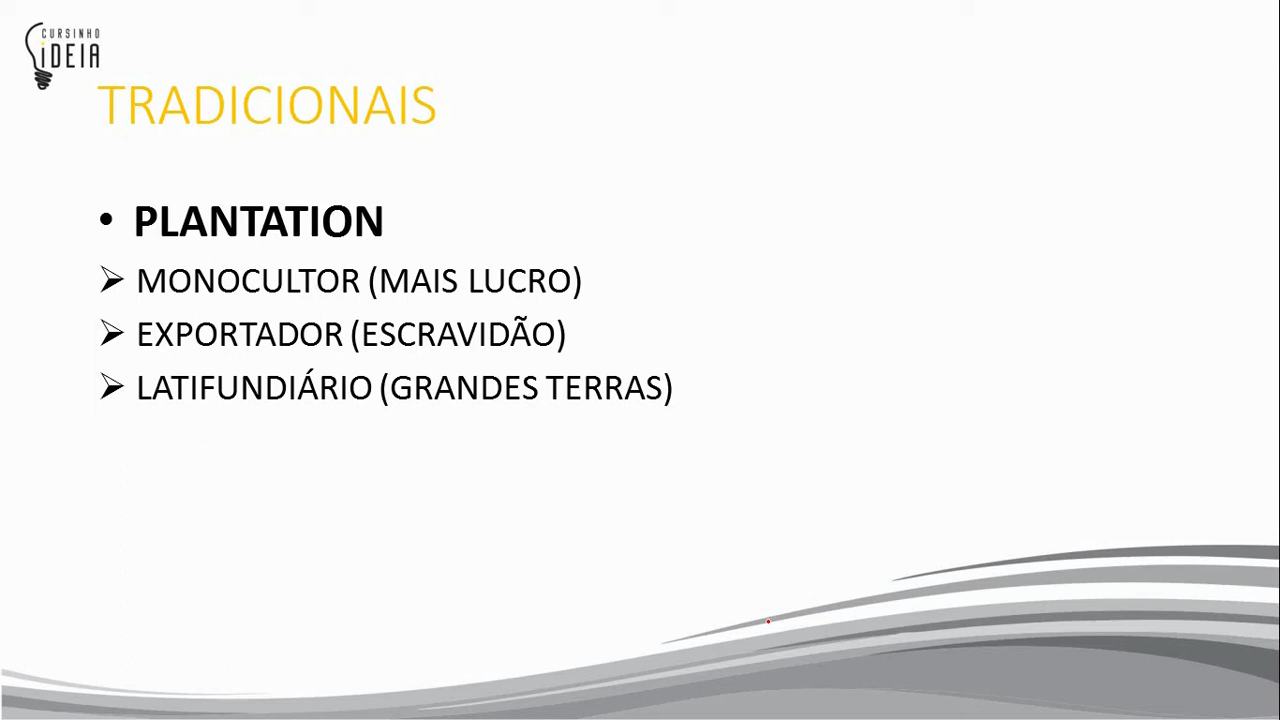 CURSINHO
iDEIA
TRADICIONAIS
• PLANTATION
➢ MONOCULTOR (MAIS LUCRO)
➢ EXPORTADOR (ESCRAVIDÃO)
➢ LATIFUNDIÁRIO (GRANDES TERRAS)